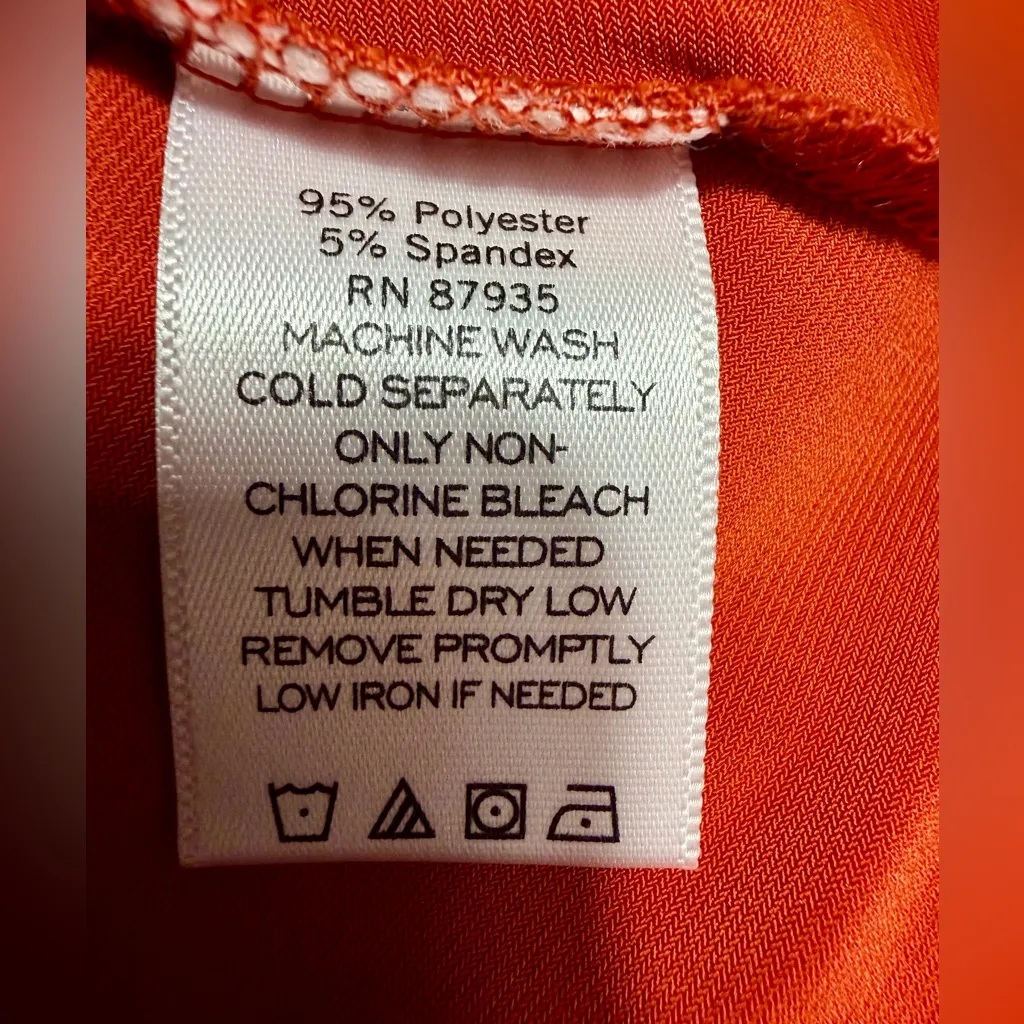 95% Polyester
5% Spandex
RN 87935
MACHINE WASH
COLD SEPARATELY
ONLY NON-
CHLORINE BLEACH
WHEN NEEDED
TUMBLE DRY LOW
REMOVE PROMPTLY
LOW IRON IF NEEDED